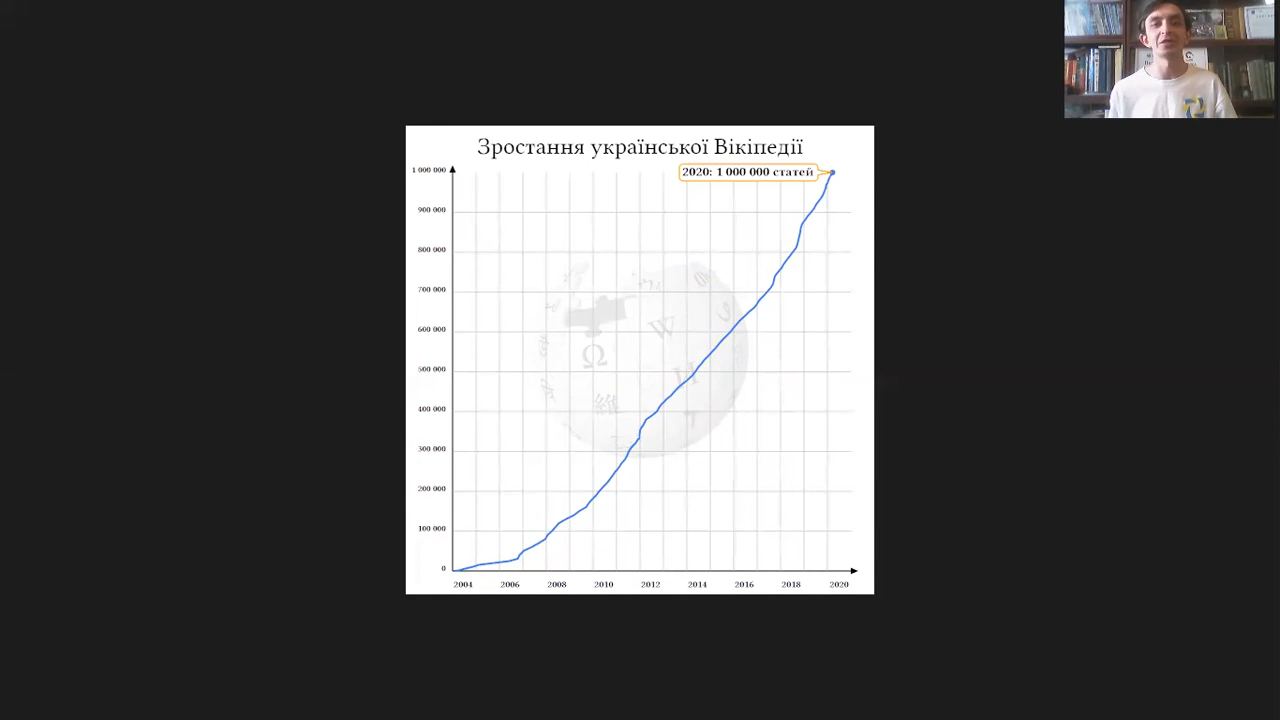 Зростання української Вікіпедії
2020: 1 000 000 статей
1 000 000
900 000
800 000
700 000
600 000
500 000
400 000
300 000
200 000
100 000
0
2004 2006 2008 2010 2012 2014 2016 2018 2020
Ω
W
И
維